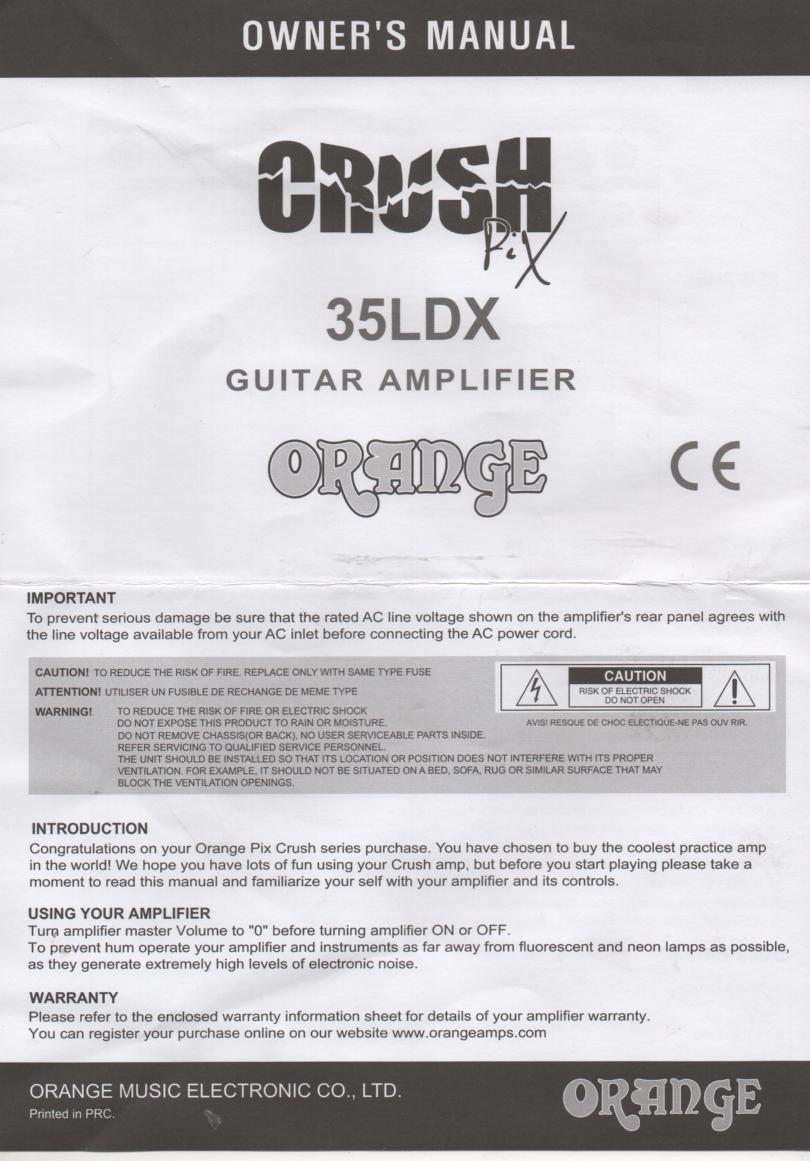 OWNER'S MANUAL
CRUSH
PiX
35LDX
GUITAR AMPLIFIER
ORANGE
CE
IMPORTANT
To prevent serious damage be sure that the rated AC line voltage shown on the amplifier's rear panel agrees with
the line voltage available from your AC inlet before connecting the AC power cord.
CAUTION! TO REDUCE THE RISK OF FIRE. REPLACE ONLY WITH SAME TYPE FUSE
ATTENTION! UTILISER UN FUSIBLE DE RECHANGE DE MEME TYPE
WARNING! TO REDUCE THE RISK OF FIRE OR ELECTRIC SHOCK
DO NOT EXPOSE THIS PRODUCT TO RAIN OR MOISTURE.
DO NOT REMOVE CHASSIS(OR BACK), NO USER SERVICEABLE PARTS INSIDE.
REFER SERVICING TO QUALIFIED SERVICE PERSONNEL.
THE UNIT SHOULD BE INSTALLED SO THAT ITS LOCATION OR POSITION DOES NOT INTERFERE WITH ITS PROPER
VENTILATION. FOR EXAMPLE, IT SHOULD NOT BE SITUATED ON A BED, SOFA, RUG OR SIMILAR SURFACE THAT MAY
BLOCK THE VENTILATION OPENINGS.
CAUTION
RISK OF ELECTRIC SHOCK
DO NOT OPEN
AVIS! RESQUE DE CHOC ELECTIQUE-NE PAS OUV RIR.
INTRODUCTION
Congratulations on your Orange Pix Crush series purchase. You have chosen to buy the coolest practice amp
in the world! We hope you have lots of fun using your Crush amp, but before you start playing please take a
moment to read this manual and familiarize your self with your amplifier and its controls.
USING YOUR AMPLIFIER
Turn amplifier master Volume to "0" before turning amplifier ON or OFF.
To prevent hum operate your amplifier and instruments as far away from fluorescent and neon lamps as possible,
as they generate extremely high levels of electronic noise.
WARRANTY
Please refer to the enclosed warranty information sheet for details of your amplifier warranty.
You can register your purchase online on our website www.orangeamps.com
ORANGE MUSIC ELECTRONIC CO., LTD.
Printed in PRC.
ORANGE